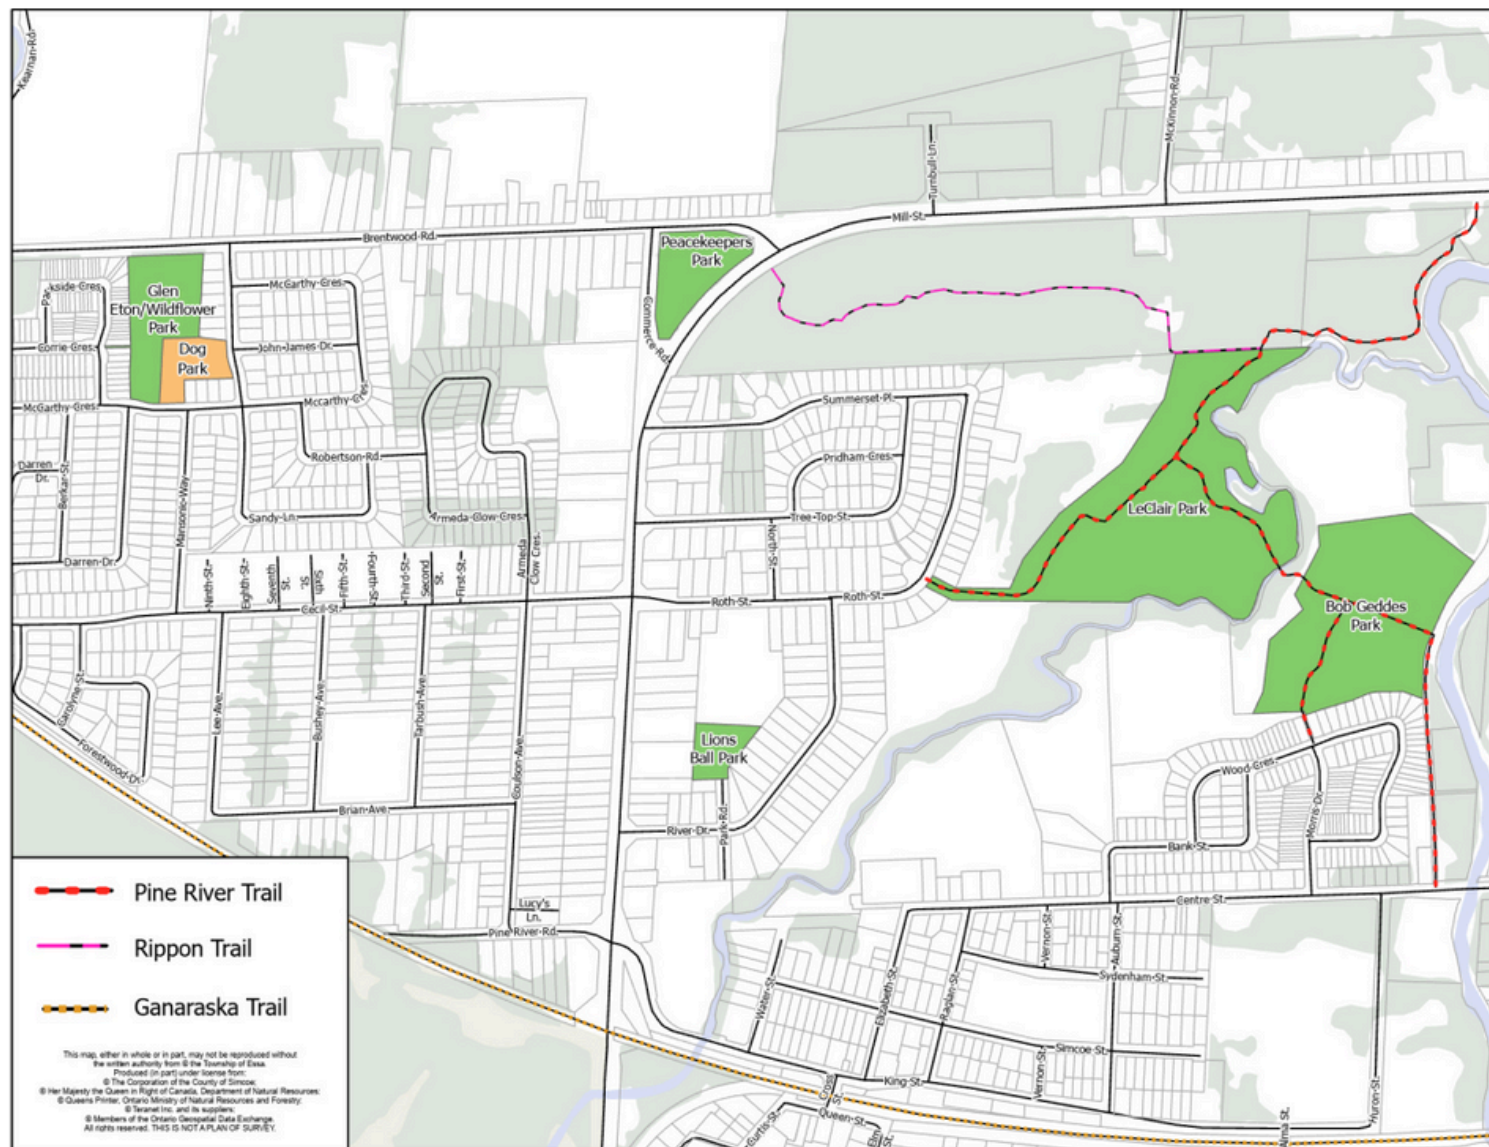 Kearnan-Rd.
McKinnon-Rd.
Turnbull-Ln.
Mill-St.
Brentwood-Rd.
Peacekeepers
Park
Parkside-Cres.
Glen
Eton/Wildflower
Park
McCarthy-Cres.
Commerce-Rd.
Corrie-Cres.
Dog
Park
John-James-Dr.
McCarthy-Cres.
Mccarthy-Cres.
Summerset-Pl.
Darren
Dr.
Berkar-St.
Mansonic-Way
Robertson-Rd.
Pridham-Cres.
Sandy-Ln.
Armeda-Clow-Cres.
Tree-Top-St.
LeClair Park
North-St.
Darren-Dr.
Armeda
Clow-Cres.
Ninth-St.
Eighth-St.
Seventh
St.
Sixth
St.
Fifth-St.
Fourth-St.
Third-St.
Second
St.
First-St.
Cecil-St.
Roth-St.
Roth-St.
Bob Geddes
Park
Carolyne-St.
Lee-Ave.
Bushey-Ave.
Tarbush-Ave.
Forestwood-Dr.
Lions
Ball Park
Coulson-Ave.
Wood-Cres.
Brian-Ave.
River-Dr.
Park-Rd.
Morris-Dr.
Bank-St.
Pine River Trail
Rippon Trail
Ganaraska Trail
Lucy's
Ln.
Pine-River-Rd.
Centre St.
Vernon-St.
Auburn-St.
Elizabeth-St.
Raglan-St.
Water-St.
Sydenham-St.
Simcoe-St.
Vernon-St.
King-St.
Cross
St.
Queen-St.
Curtis-St.
Elm
St.
Alma St.
Huron-St.
This map, either in whole or in part, may not be reproduced without
the written authority from © the Township of Essa.
Produced (in part) under license from:
© The Corporation of the County of Simcoe;
© Her Majesty the Queen in Right of Canada, Department of Natural Resources:
© Queens Printer, Ontario Ministry of Natural Resources and Forestry:
© Teranet Inc. and its suppliers:
© Members of the Ontario Geospatial Data Exchange.
All rights reserved. THIS IS NOT A PLAN OF SURVEY.